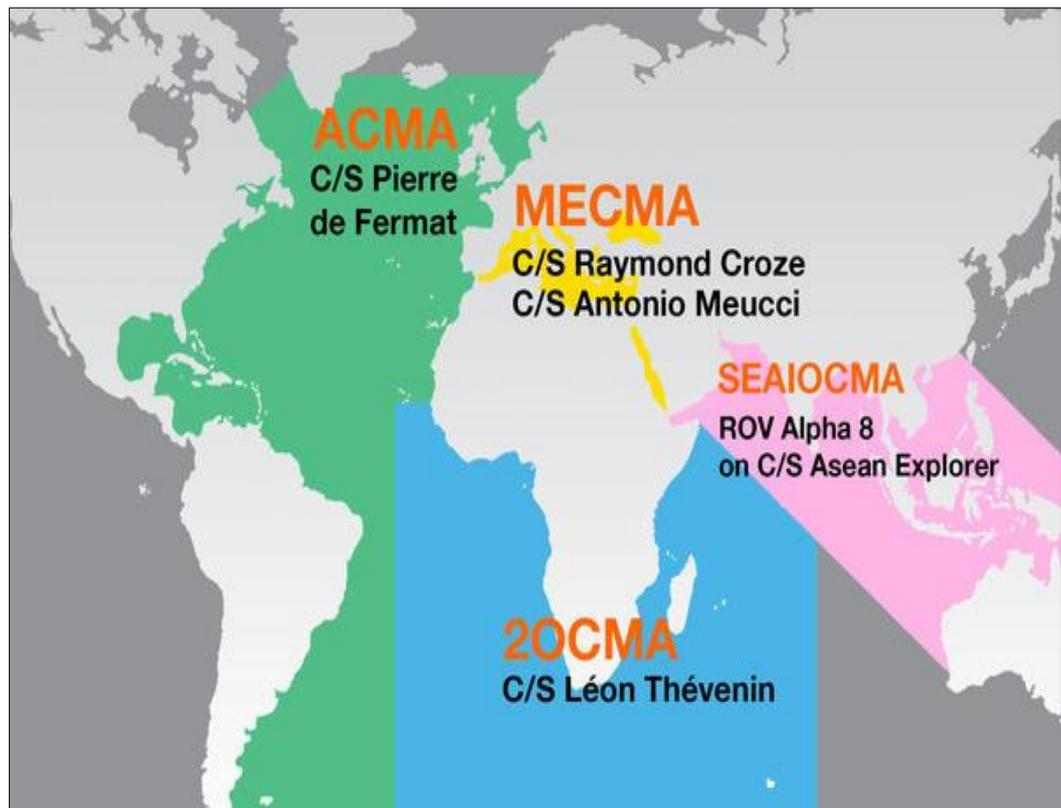 ACMA
C/S Pierre
de Fermat
MECMA
C/S Raymond Croze
C/S Antonio Meucci
SEAIOCMA
ROV Alpha 8
on C/S Asean Explorer
2OCMA
C/S Léon Thévenin